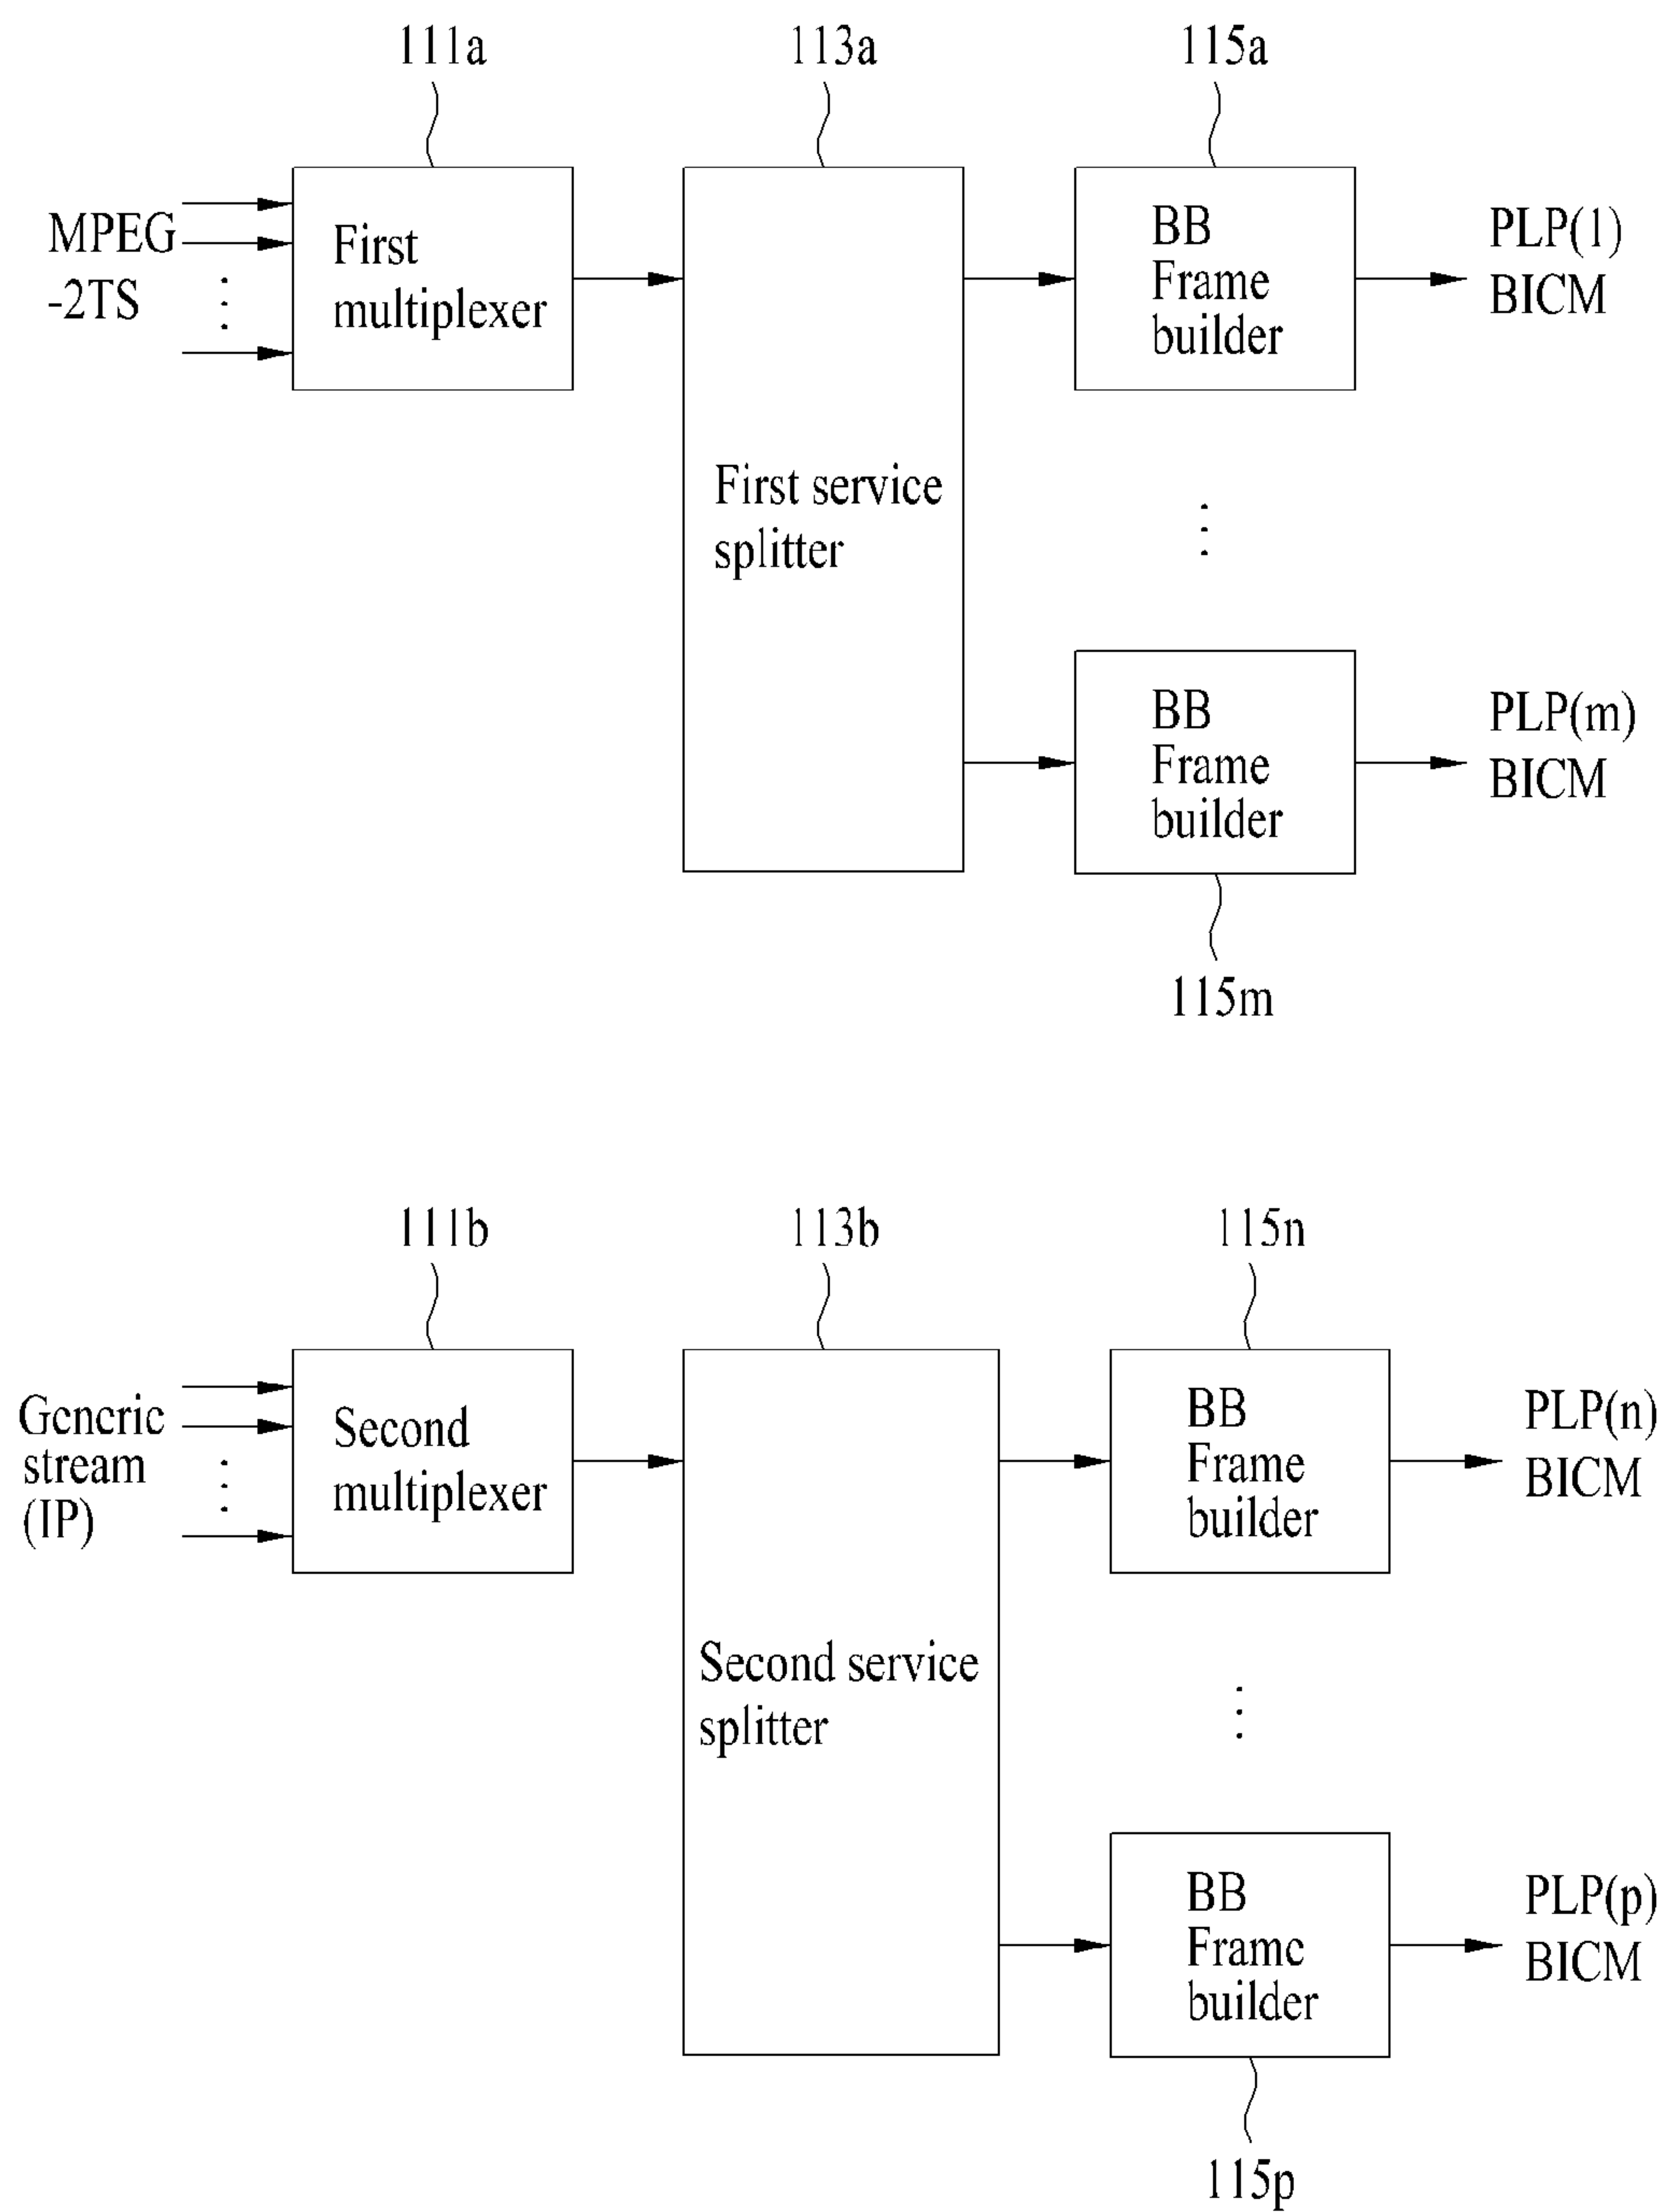 111a
113a
115a
MPEG
-2TS
First
multiplexer
First service
splitter
BB
Frame
builder
PLP(1)
BICM
BB
Frame
builder
PLP(m)
BICM
115m
111b
113b
115n
Generic
stream
(IP)
Second
multiplexer
Second service
splitter
BB
Frame
builder
PLP(n)
BICM
BB
Frame
builder
PLP(p)
BICM
115p